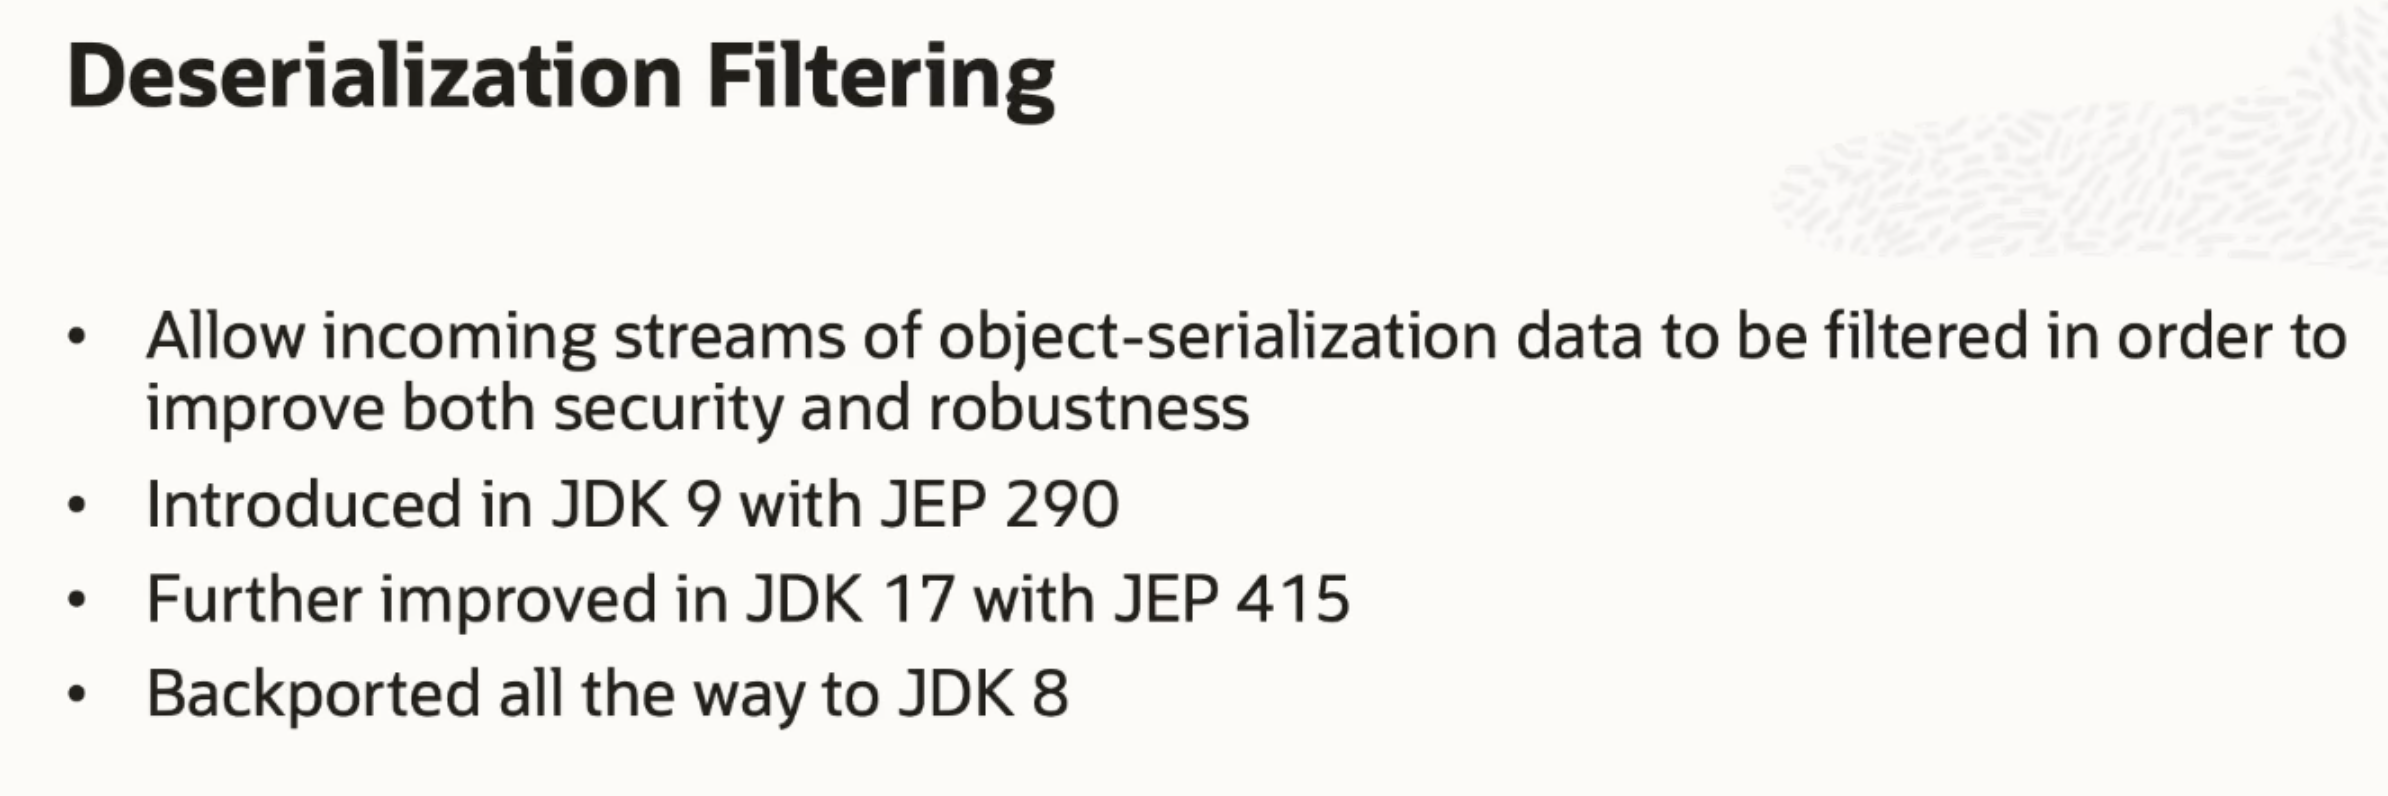 Deserialization Filtering
• Allow incoming streams of object-serialization data to be filtered in order to
improve both security and robustness
• Introduced in JDK 9 with JEP 290
• Further improved in JDK 17 with JEP 415
• Backported all the way to JDK 8